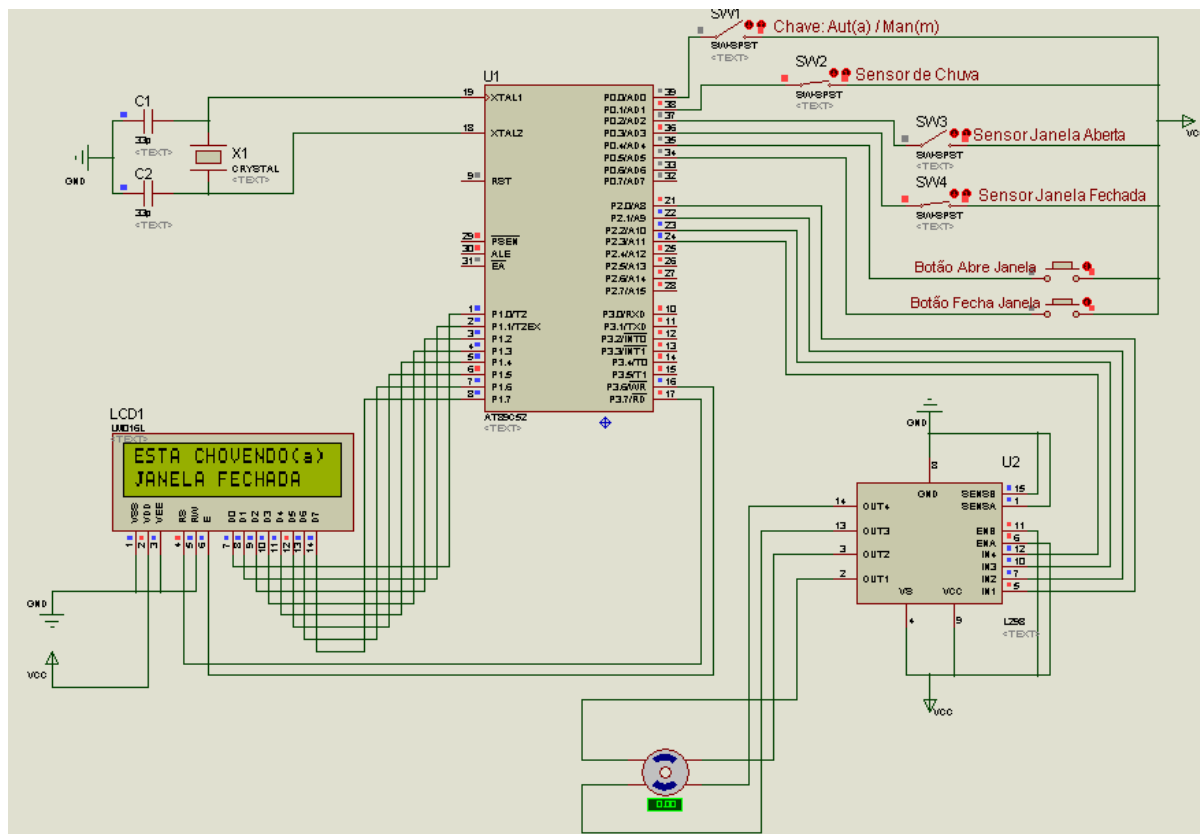 SW1
Chave: Aut(a) / Man(m)
SW-SPST
<TEXT>
SW2
Sensor de Chuva
SW-SPST
<TEXT>
SW3
Sensor Janela Aberta
SW-SPST
<TEXT>
SW4
Sensor Janela Fechada
SW-SPST
<TEXT>
Botão Abre Janela
Botão Fecha Janela
VC
C1
33p
<TEXT>
C2
33p
<TEXT>
X1
CRYSTAL
<TEXT>
GND
U1
19 XTAL1
18 XTAL2
9 RST
29 PSEN
30 ALE
31 EA
1 P1.0/T2
2 P1.1/T2EX
3 P1.2
4 P1.3
5 P1.4
6 P1.5
7 P1.6
8 P1.7
P0.0/AD0 39
P0.1/AD1 38
P0.2/AD2 37
P0.3/AD3 36
P0.4/AD4 35
P0.5/AD5 34
P0.6/AD6 33
P0.7/AD7 32
P2.0/A8 21
P2.1/A9 22
P2.2/A10 23
P2.3/A11 24
P2.4/A12 25
P2.5/A13 26
P2.6/A14 27
P2.7/A15 28
P3.0/RXD 10
P3.1/TXD 11
P3.2/INT0 12
P3.3/INT1 13
P3.4/T0 14
P3.5/T1 15
P3.6/WR 16
P3.7/RD 17
AT89C52
<TEXT>
LCD1
LM016L
<TEXT>
ESTA CHOVENDO(a)
JANELA FECHADA
VSS VDD VEE RS RW E D0 D1 D2 D3 D4 D5 D6 D7
1 2 3 4 5 6 7 8 9 10 11 12 13 14
GND
VCC
GND
U2
8
GND
SENSB 15
SENSA 1
14 OUT4
13 OUT3
3 OUT2
2 OUT1
ENB 11
ENA 6
IN4 12
IN3 10
IN2 7
IN1 5
VS VCC
4 9
L298
<TEXT>
VCC
0.00